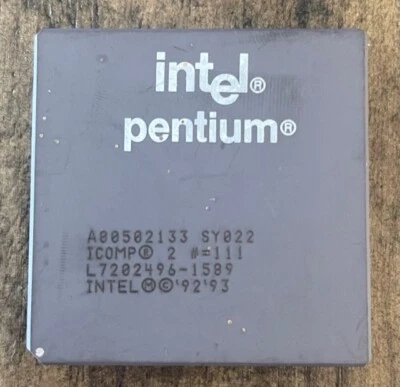 intel®
pentium®
A80502133 SY022
ICOMP® 2 #=111
L7202496-1589
INTEL Ⓜ©'92'93